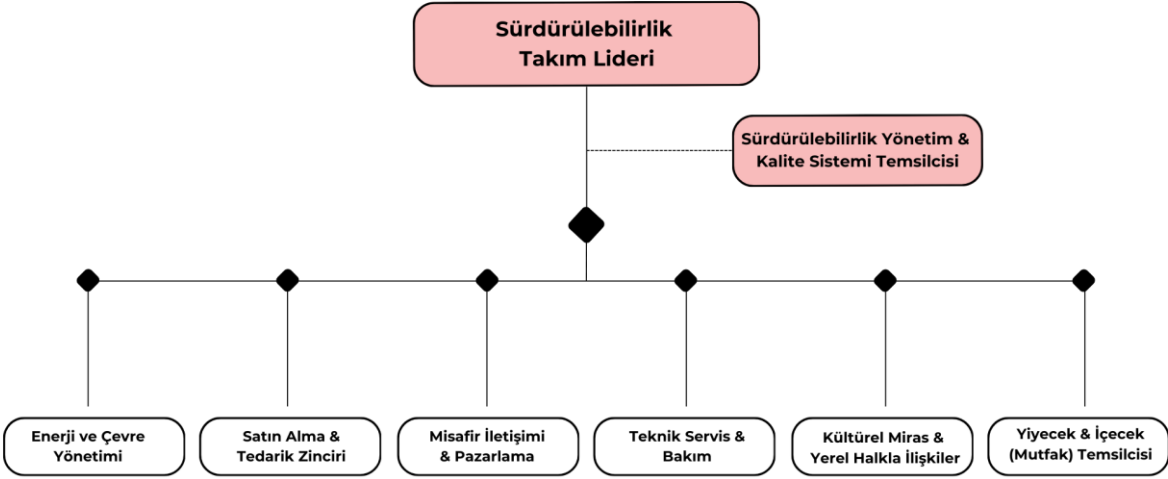 Sürdürülebilirlik
Takım Lideri
Sürdürülebilirlik Yönetim &
Kalite Sistemi Temsilcisi
Enerji ve Çevre
Yönetimi
Satın Alma &
Tedarik Zinciri
Misafir İletişimi
& Pazarlama
Teknik Servis &
Bakım
Kültürel Miras &
Yerel Halkla İlişkiler
Yiyecek & İçecek
(Mutfak) Temsilcisi